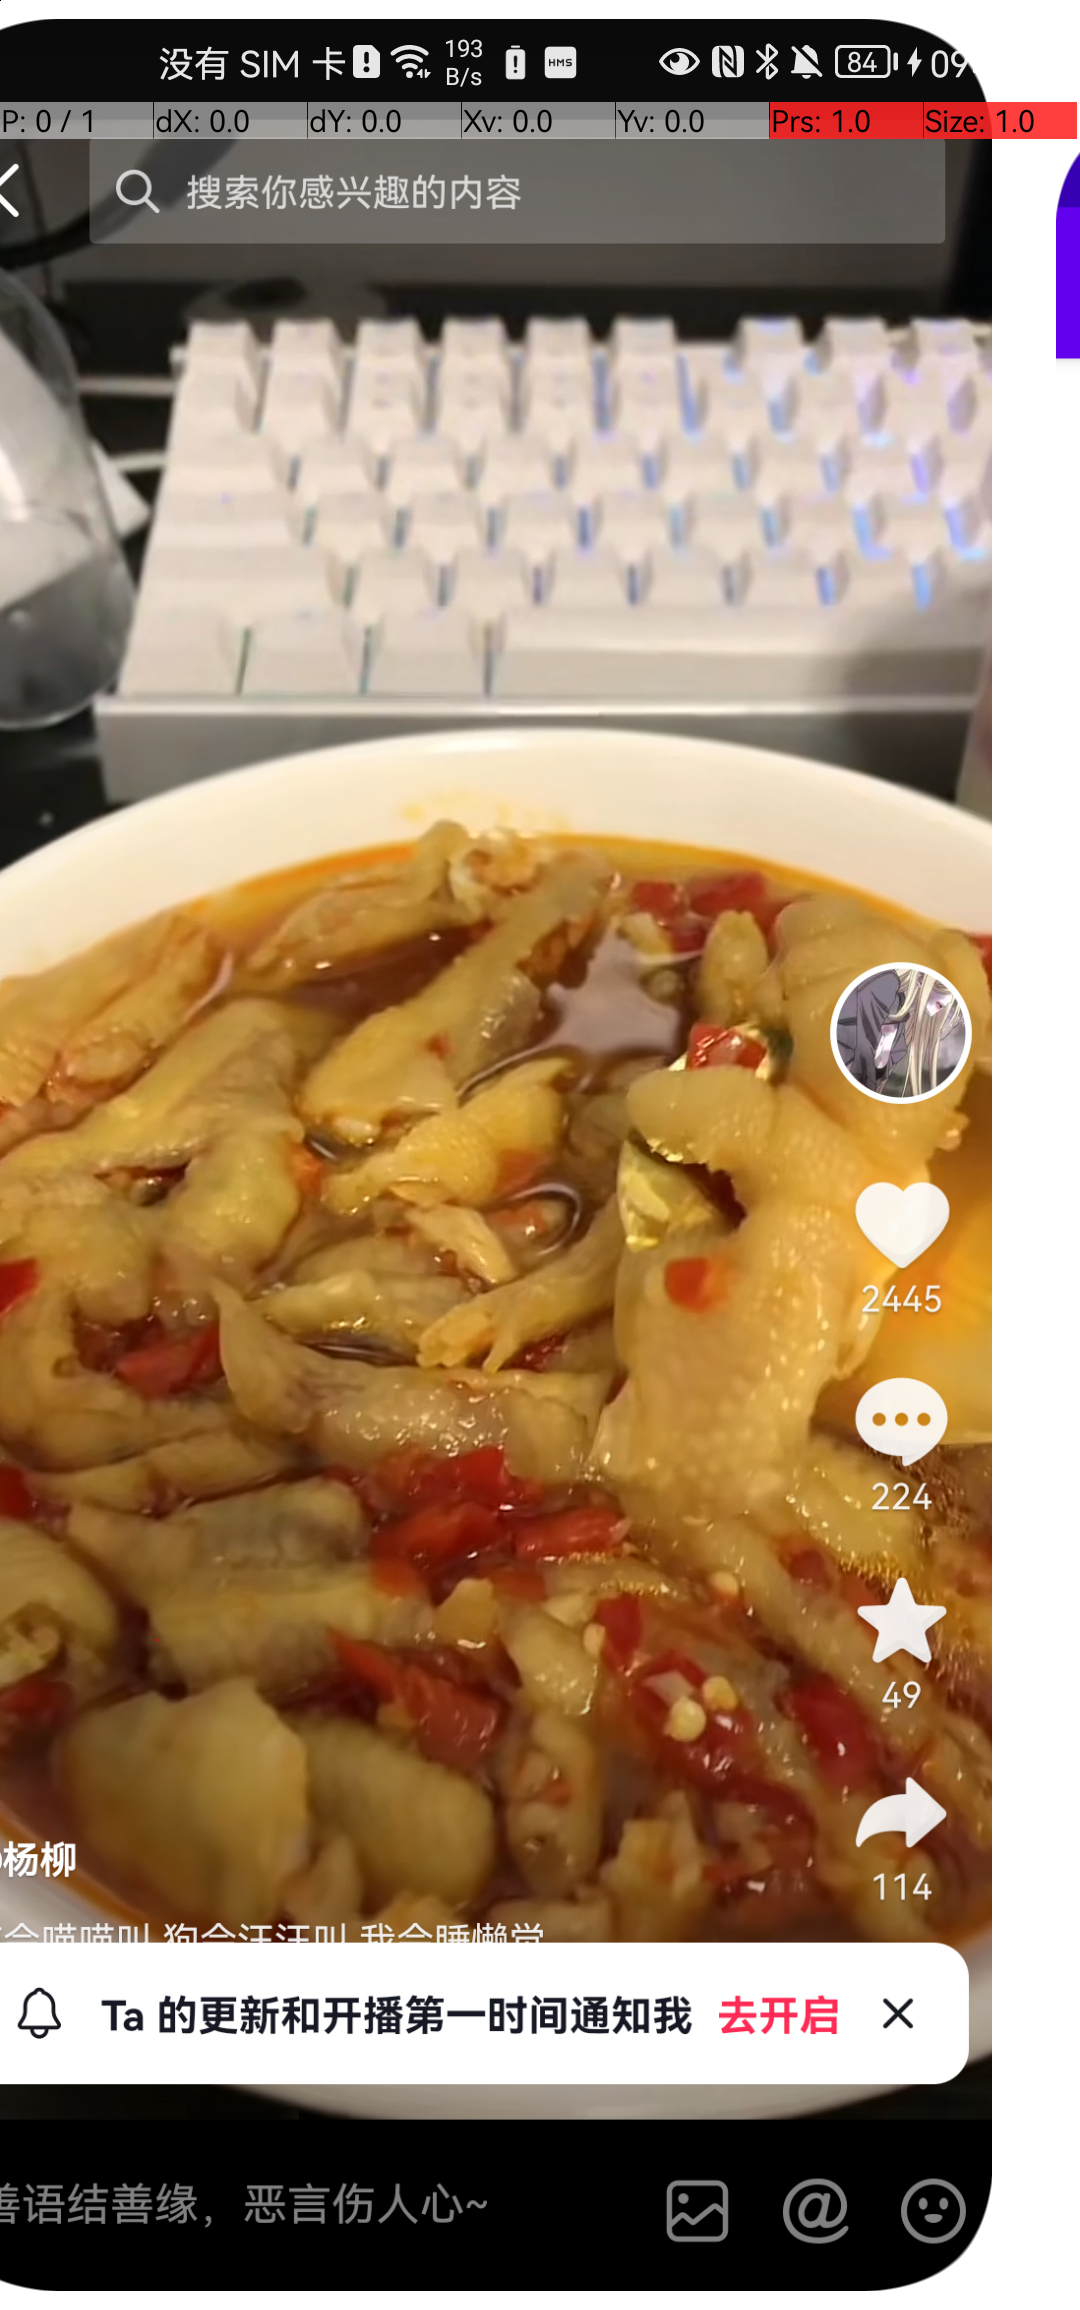 没有 SIM 卡 193 B/s HMS 84 09
P: 0 / 1 dX: 0.0 dY: 0.0 Xv: 0.0 Yv: 0.0 Prs: 1.0 Size: 1.0
搜索你感兴趣的内容
2445
224
49
114
杨柳
会喵喵叫 狗会汪汪叫 我会睡懒觉
Ta 的更新和开播第一时间通知我 去开启
善语结善缘，恶言伤人心~